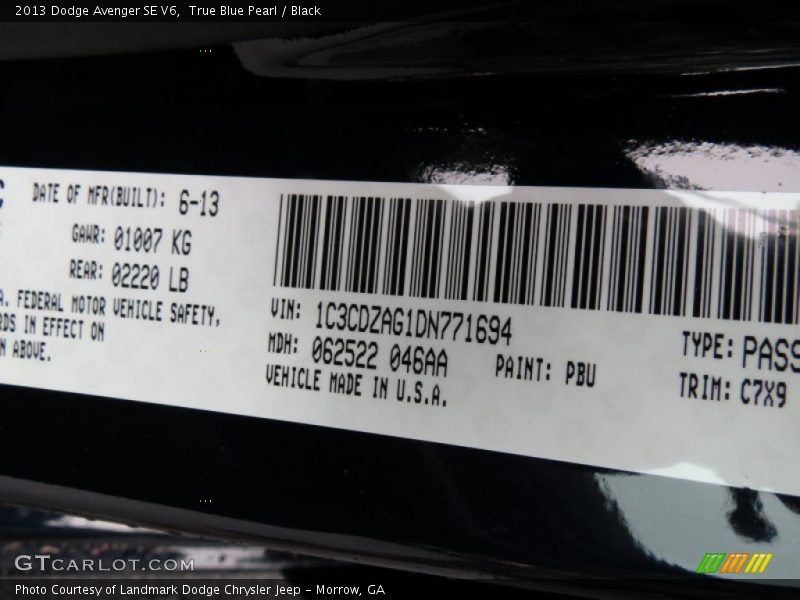 2013 Dodge Avenger SE V6,  True Blue Pearl / Black
DATE OF MFR(BUILT): 6-13
GAWR: 01007 KG
REAR: 02220 LB
FEDERAL MOTOR VEHICLE SAFETY,
IN EFFECT ON
ABOVE.
VIN: 1C3CDZAG1DN771694
MDH: 062522 046AA
PAINT: PBU
VEHICLE MADE IN U.S.A.
TYPE: PASS
TRIM: C7X9
GTCARLOT.COM
Photo Courtesy of Landmark Dodge Chrysler Jeep - Morrow, GA